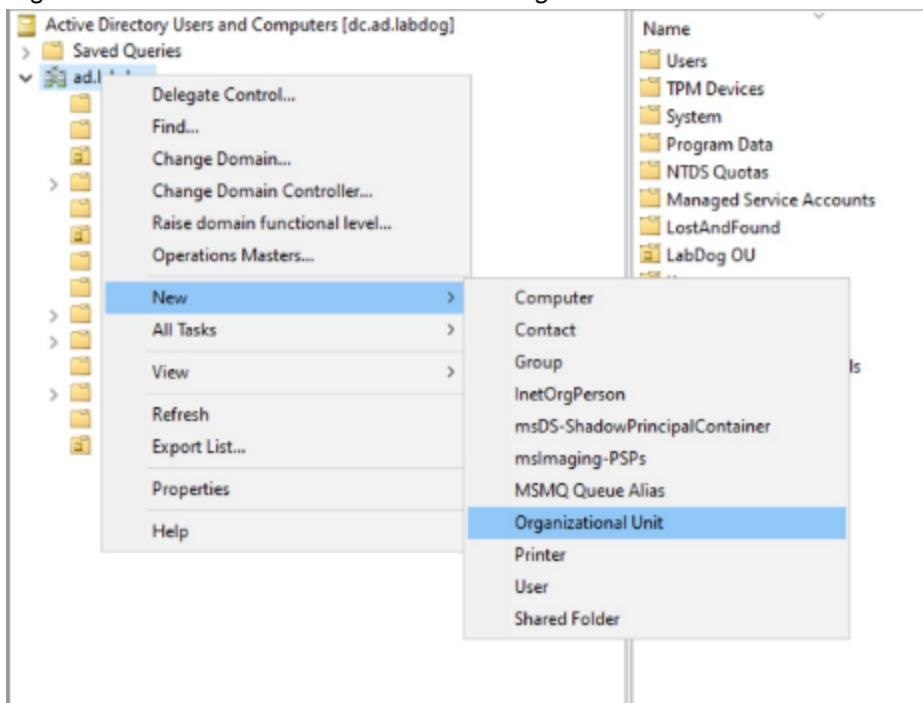 Active Directory Users and Computers [dc.ad.labdog]
Saved Queries
Delegate Control...
Find...
Change Domain...
Change Domain Controller...
Raise domain functional level...
Operations Masters...
New
All Tasks
View
Refresh
Export List...
Properties
Help
Computer
Contact
Group
InetOrgPerson
msDS-ShadowPrincipalContainer
msImaging-PSPs
MSMQ Queue Alias
Organizational Unit
Printer
User
Shared Folder
Name
Users
TPM Devices
System
Program Data
NTDS Quotas
Managed Service Accounts
LostAndFound
LabDog OU